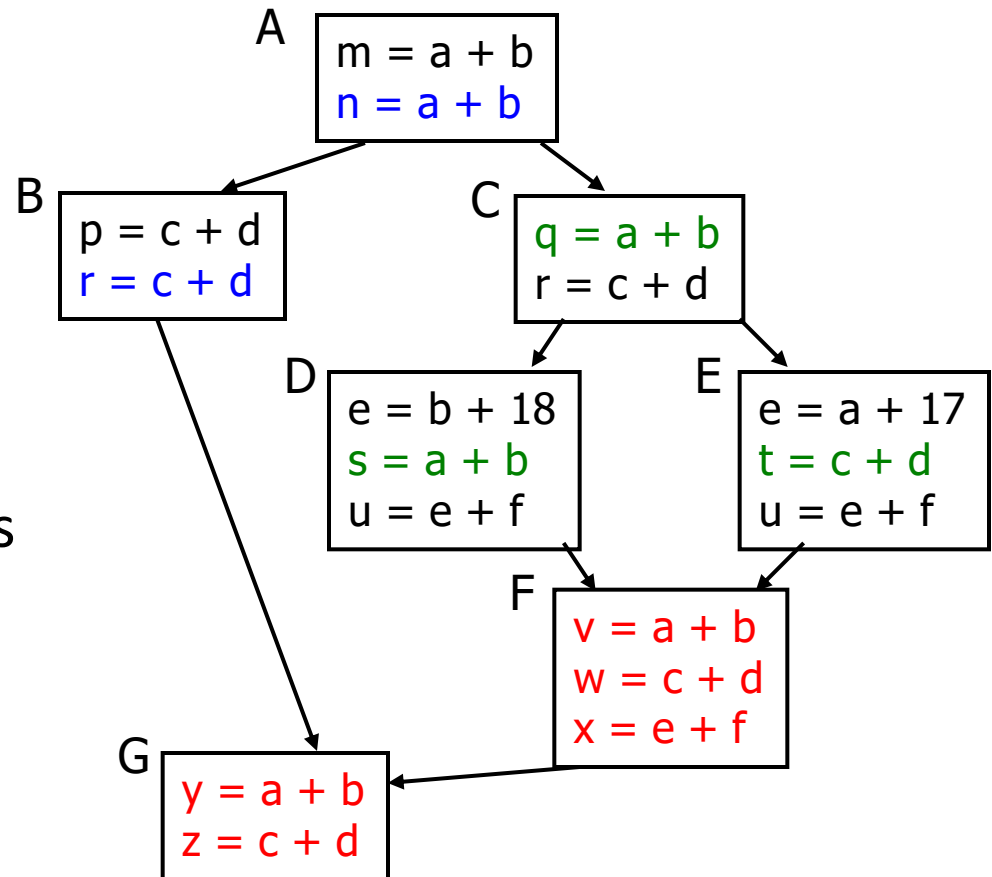 A
m = a + b
n = a + b
B
p = c + d
r = c + d
C
q = a + b
r = c + d
D
e = b + 18
s = a + b
u = e + f
E
e = a + 17
t = c + d
u = e + f
s
F
v = a + b
w = c + d
x = e + f
G
y = a + b
z = c + d